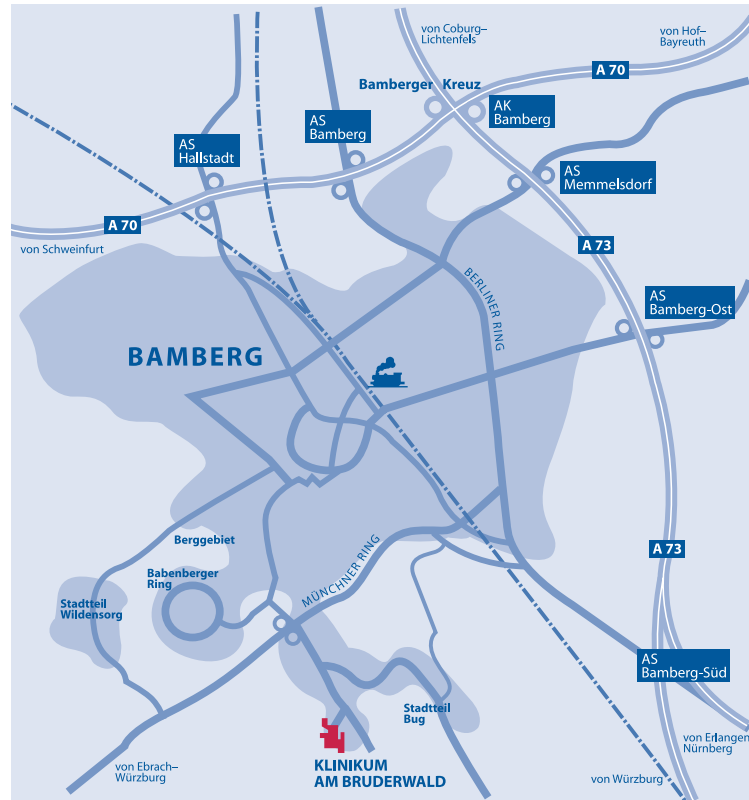 von Coburg–
Lichtenfels
von Hof–
Bayreuth
A 70
Bamberger Kreuz
AK
Bamberg
AS
Bamberg
AS
Hallstadt
AS
Memmelsdorf
A 70
von Schweinfurt
A 73
BERLINER RING
AS
Bamberg-Ost
BAMBERG
Berggebiet
A 73
Babenberger
Ring
MÜNCHNER RING
Stadtteil
Wildensorg
AS
Bamberg-Süd
Stadtteil
Bug
von Erlangen
Nürnberg
von Ebrach–
Würzburg
KLINIKUM
AM BRUDERWALD
von Würzburg